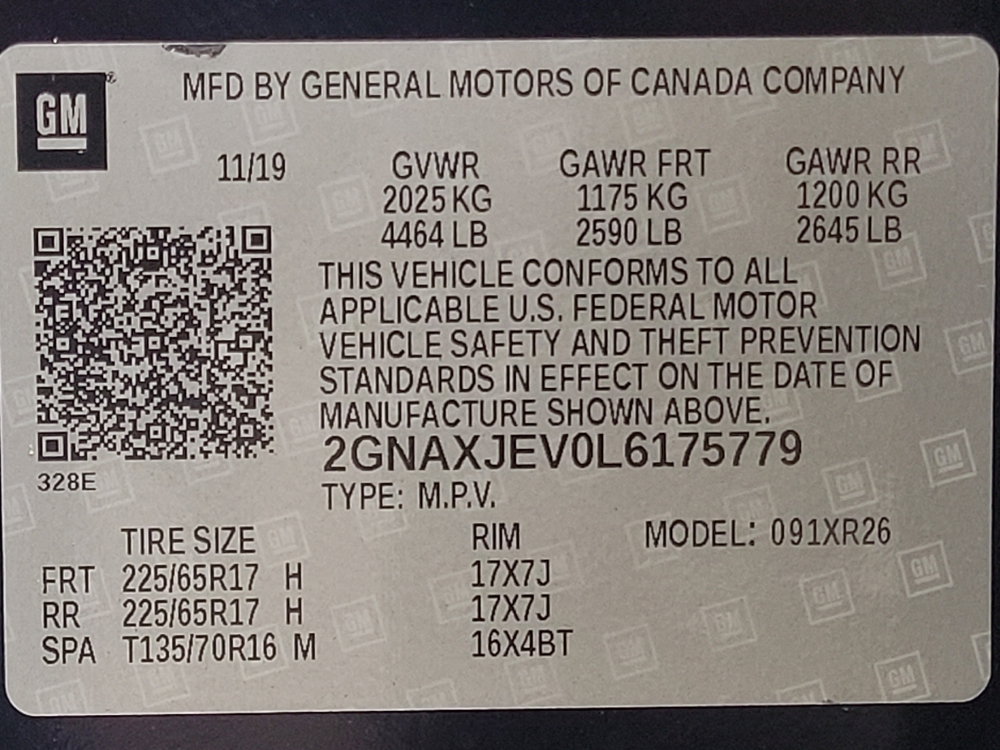 GM
MFD BY GENERAL MOTORS OF CANADA COMPANY
11/19 GVWR GAWR FRT GAWR RR
2025 KG 1175 KG 1200 KG
4464 LB 2590 LB 2645 LB
THIS VEHICLE CONFORMS TO ALL
APPLICABLE U.S. FEDERAL MOTOR
VEHICLE SAFETY AND THEFT PREVENTION
STANDARDS IN EFFECT ON THE DATE OF
MANUFACTURE SHOWN ABOVE.
2GNAXJEV0L6175779
328E
TYPE: M.P.V.
TIRE SIZE RIM MODEL: 091XR26
FRT 225/65R17 H 17X7J
RR 225/65R17 H 17X7J
SPA T135/70R16 M 16X4BT